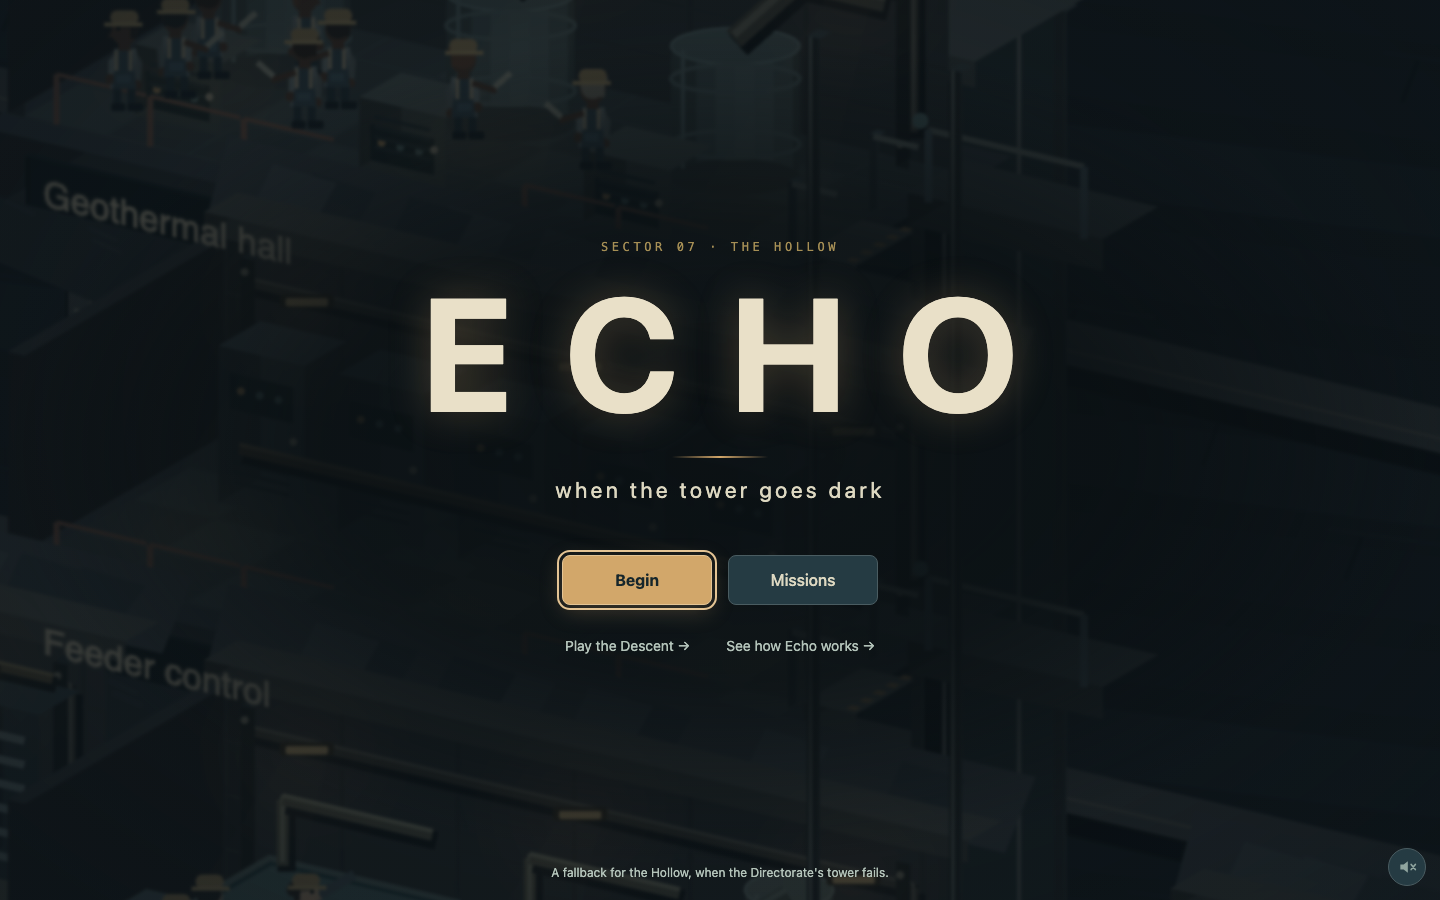 Geothermal hall
SECTOR 07 · THE HOLLOW
ECHO
when the tower goes dark
Begin
Missions
Play the Descent →
See how Echo works →
Feeder control
A fallback for the Hollow, when the Directorate's tower fails.